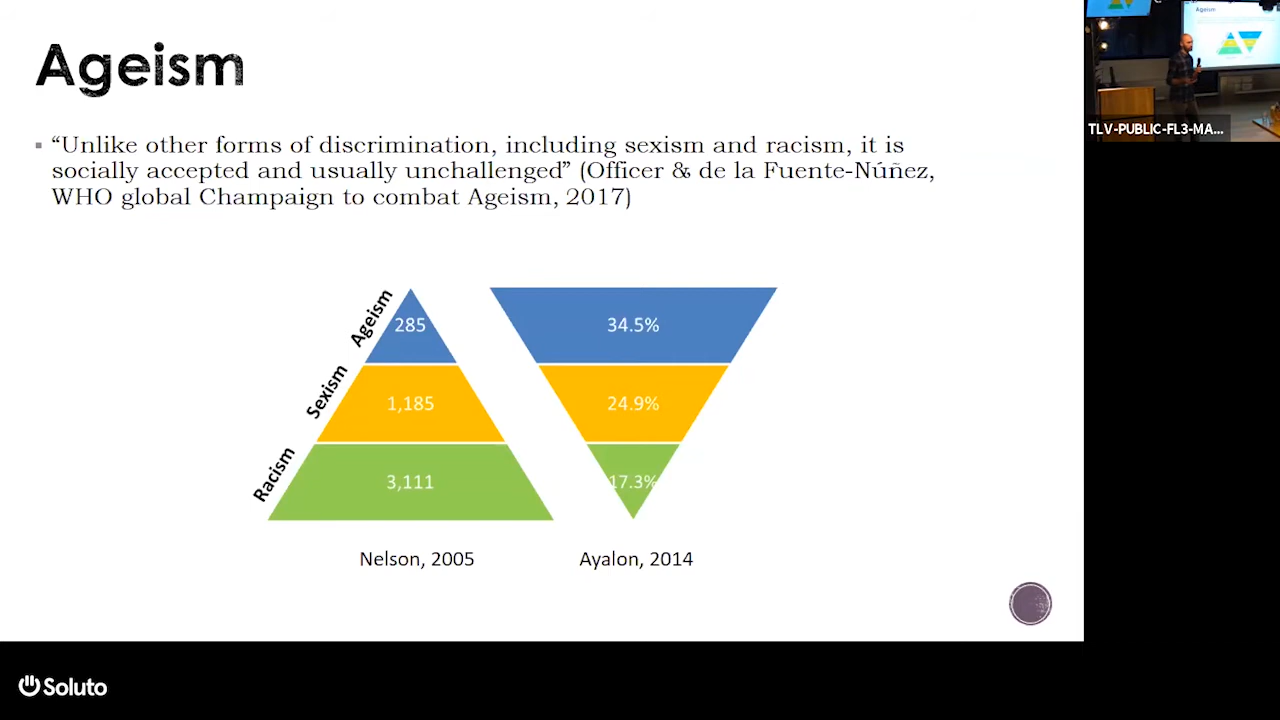 Ageism
“Unlike other forms of discrimination, including sexism and racism, it is
socially accepted and usually unchallenged” (Officer & de la Fuente-Núñez,
WHO global Champaign to combat Ageism, 2017)
Ageism
285
34.5%
Sexism
1,185
24.9%
Racism
3,111
17.3%
Nelson, 2005
Ayalon, 2014
TLV-PUBLIC-FL3-MA...
Ageism
Soluto